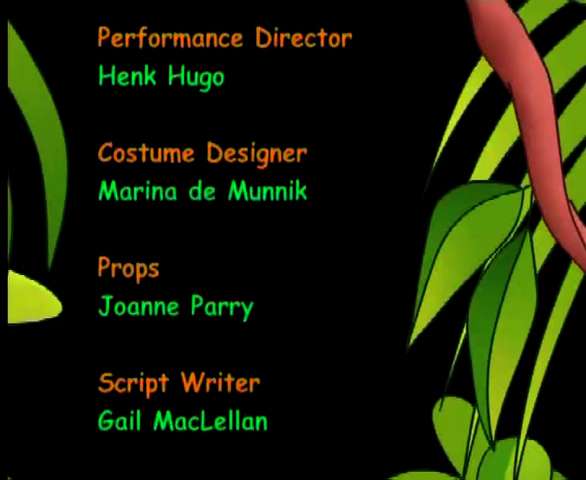 Performance Director
Henk Hugo
Costume Designer
Marina de Munnik
Props
Joanne Parry
Script Writer
Gail MacLellan